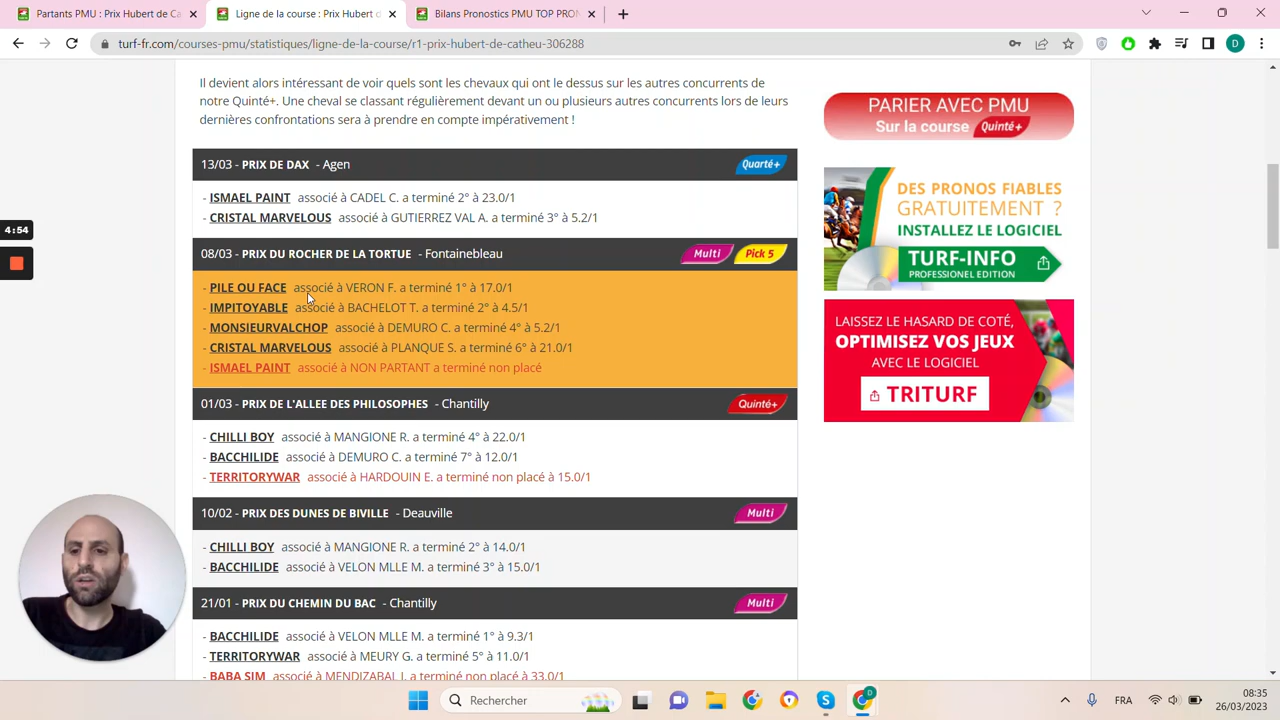 Partants PMU : Prix Hubert de Ca
Ligne de la course : Prix Hubert d
Bilans Pronostics PMU TOP PRON
turf-fr.com/courses-pmu/statistiques/ligne-de-la-course/r1-prix-hubert-de-catheu-306288
D
Il devient alors intéressant de voir quels sont les chevaux qui ont le dessus sur les autres concurrents de
notre Quinté+. Une cheval se classant régulièrement devant un ou plusieurs autres concurrents lors de leurs
dernières confrontations sera à prendre en compte impérativement !
13/03 - PRIX DE DAX - Agen Quarté+
- ISMAEL PAINT associé à CADEL C. a terminé 2° à 23.0/1
- CRISTAL MARVELOUS associé à GUTIERREZ VAL A. a terminé 3° à 5.2/1
08/03 - PRIX DU ROCHER DE LA TORTUE - Fontainebleau Multi Pick 5
- PILE OU FACE associé à VERON F. a terminé 1° à 17.0/1
- IMPITOYABLE associé à BACHELOT T. a terminé 2° à 4.5/1
- MONSIEURVALCHOP associé à DEMURO C. a terminé 4° à 5.2/1
- CRISTAL MARVELOUS associé à PLANQUE S. a terminé 6° à 21.0/1
- ISMAEL PAINT associé à NON PARTANT a terminé non placé
01/03 - PRIX DE L'ALLEE DES PHILOSOPHES - Chantilly Quinté+
- CHILLI BOY associé à MANGIONE R. a terminé 4° à 22.0/1
- BACCHILIDE associé à DEMURO C. a terminé 7° à 12.0/1
- TERRITORYWAR associé à HARDOUIN E. a terminé non placé à 15.0/1
10/02 - PRIX DES DUNES DE BIVILLE - Deauville Multi
- CHILLI BOY associé à MANGIONE R. a terminé 2° à 14.0/1
- BACCHILIDE associé à VELON MLLE M. a terminé 3° à 15.0/1
21/01 - PRIX DU CHEMIN DU BAC - Chantilly Multi
- BACCHILIDE associé à VELON MLLE M. a terminé 1° à 9.3/1
- TERRITORYWAR associé à MEURY G. a terminé 5° à 11.0/1
- BABA SIM associé à MENDIZABAL I. a terminé non placé à 33.0/1
PARIER AVEC PMU
Sur la course Quinté+
DES PRONOS FIABLES
GRATUITEMENT ?
INSTALLEZ LE LOGICIEL
TURF-INFO
PROFESSIONEL EDITION
LAISSEZ LE HASARD DE COTÉ,
OPTIMISEZ VOS JEUX
AVEC LE LOGICIEL
TRITURF
4:54
Rechercher
D
FRA
08:35
26/03/2023